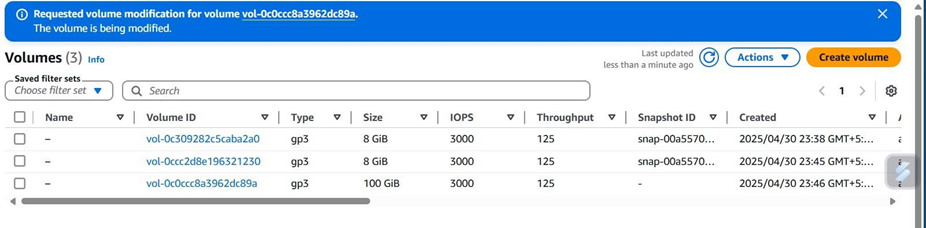 Requested volume modification for volume vol-0c0ccc8a3962dc89a.
The volume is being modified.
Volumes (3) Info
Last updated
less than a minute ago
Actions
Create volume
Saved filter sets
Choose filter set
Search
1
Name Volume ID Type Size IOPS Throughput Snapshot ID Created
– vol-0c309282c5caba2a0 gp3 8 GiB 3000 125 snap-00a5570... 2025/04/30 23:38 GMT+5:...
– vol-0ccc2d8e196321230 gp3 8 GiB 3000 125 snap-00a5570... 2025/04/30 23:45 GMT+5:...
– vol-0c0ccc8a3962dc89a gp3 100 GiB 3000 125 - 2025/04/30 23:46 GMT+5:...